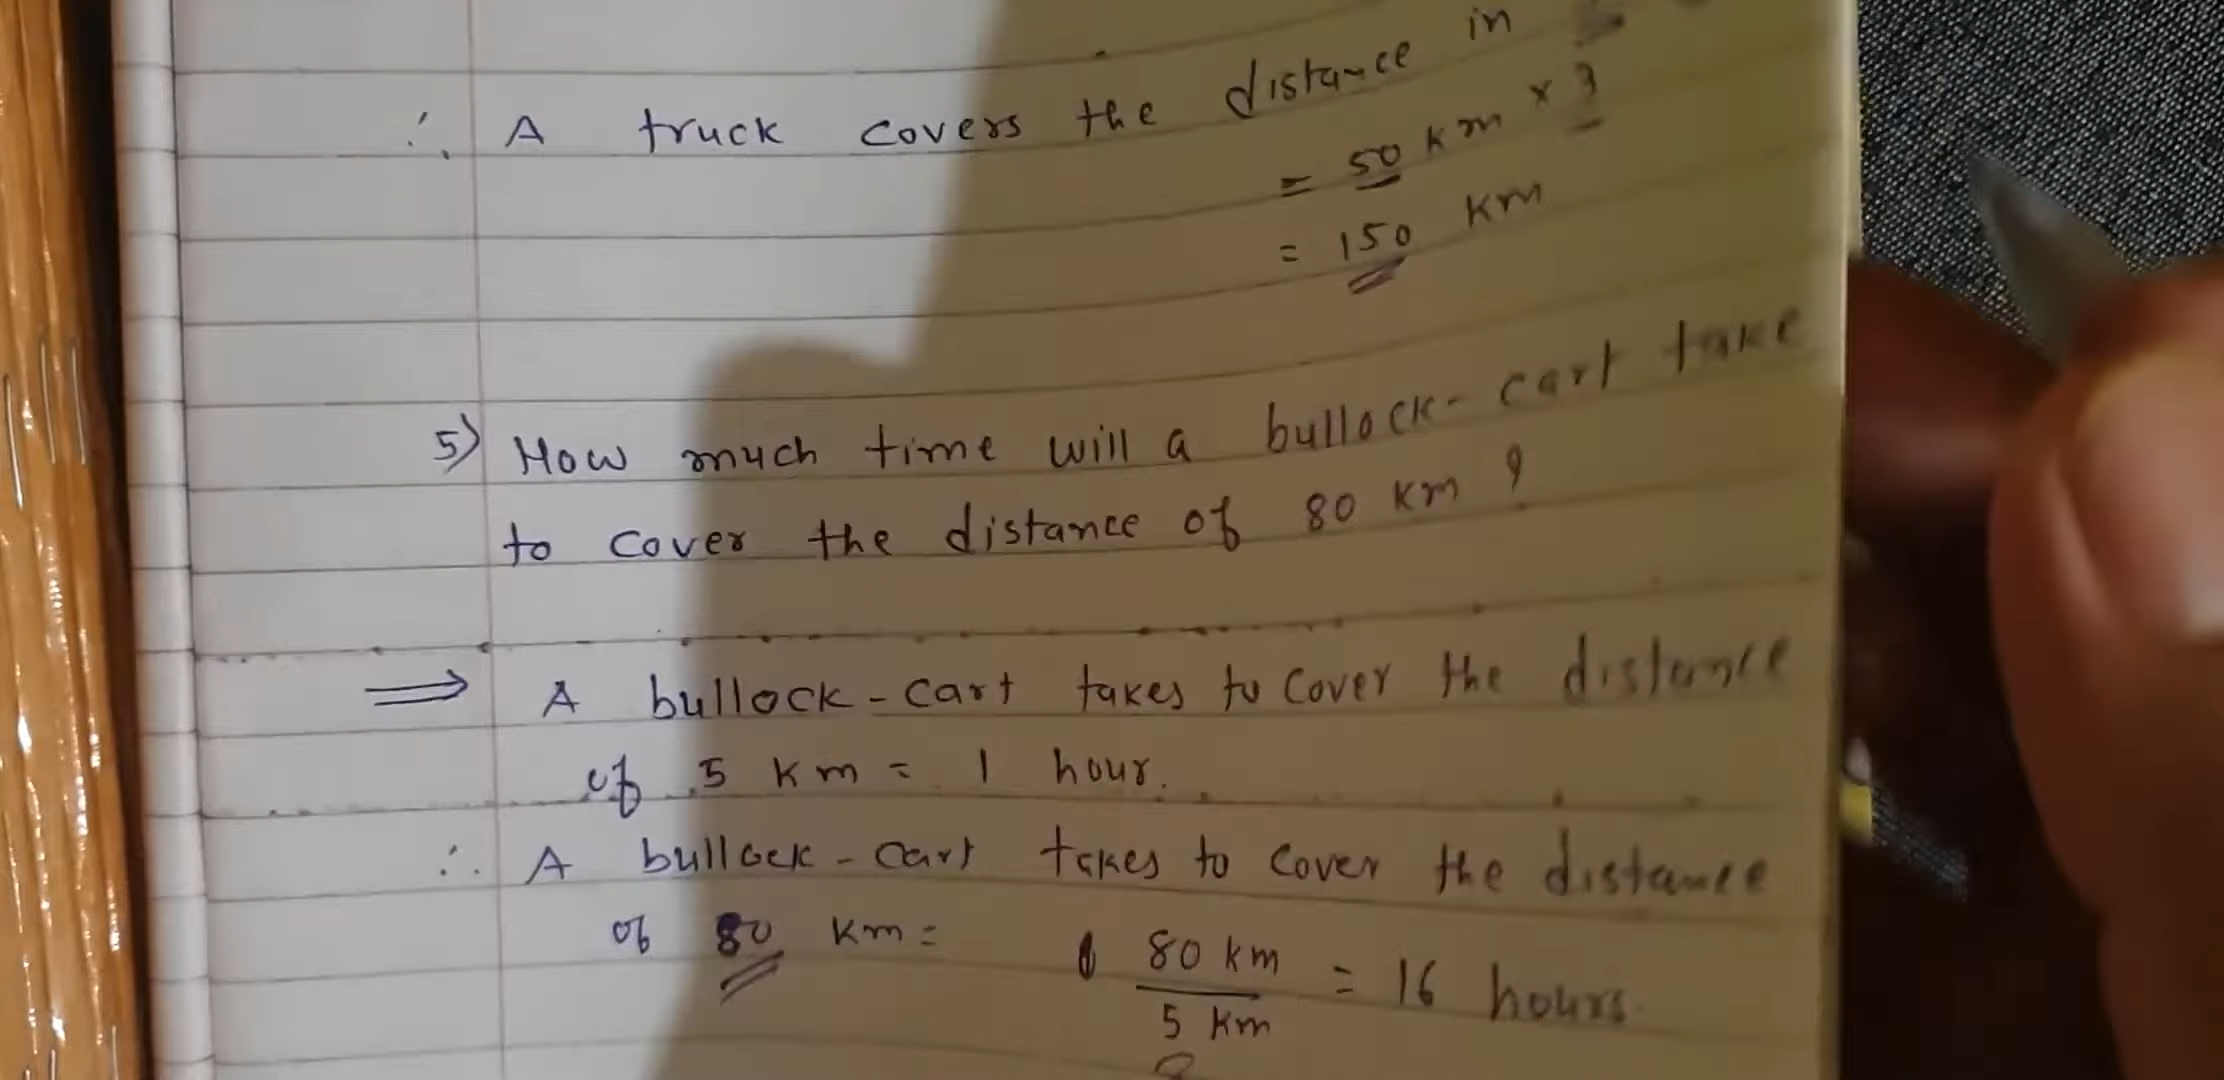 ∴ A truck covers the distance in
= 50 km × 3
= 150 km
5) How much time will a bullock-cart take
to cover the distance of 80 km ?
⇒ A bullock-cart takes to cover the distance
of 5 km = 1 hour.
∴ A bullock-cart takes to cover the distance
of 80 km = 80 km / 5 km = 16 hours.